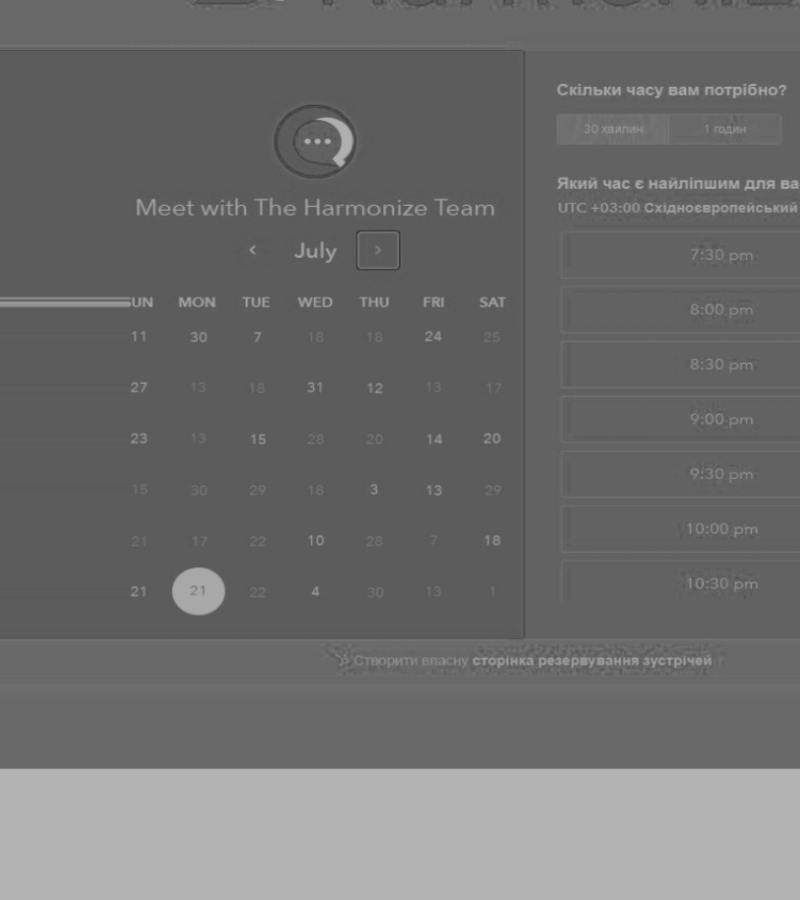 Meet with The Harmonize Team
‹ July ›
UN MON TUE WED THU FRI SAT
11 30 7 18 18 24 25
27 13 18 31 12 13 17
23 13 15 28 20 14 20
15 30 29 18 3 13 29
21 17 22 10 28 7 18
21 21 22 4 30 13 1
Скільки часу вам потрібно?
30 хвилин 1 годин
Який час є найліпшим для ва
UTC +03:00 Східноєвропейський
7:30 pm
8:00 pm
8:30 pm
9:00 pm
9:30 pm
10:00 pm
10:30 pm
Створити власну сторінка резервування зустрічей